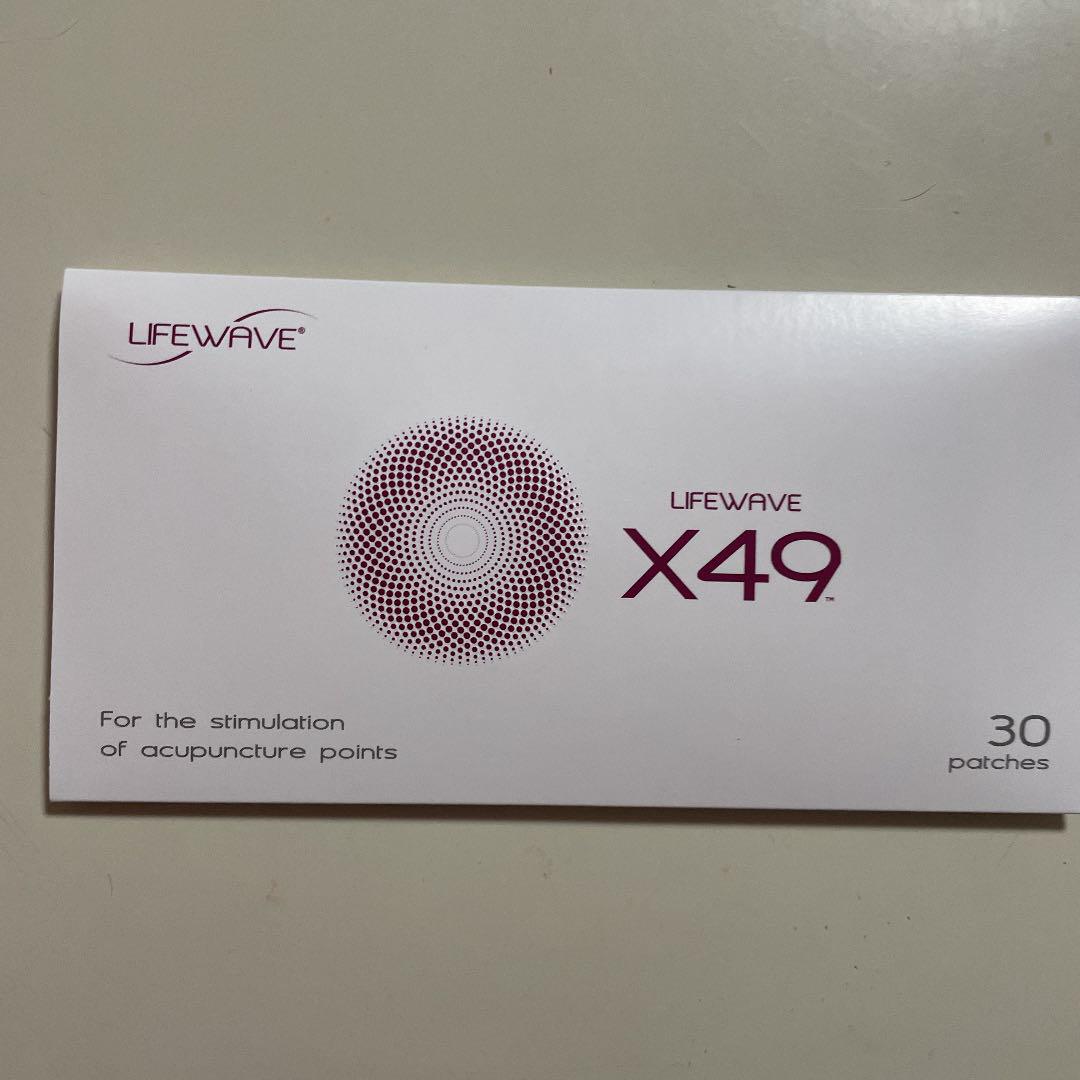 LIFEWAVE®
LIFEWAVE
X49™
For the stimulation
of acupuncture points
30
patches